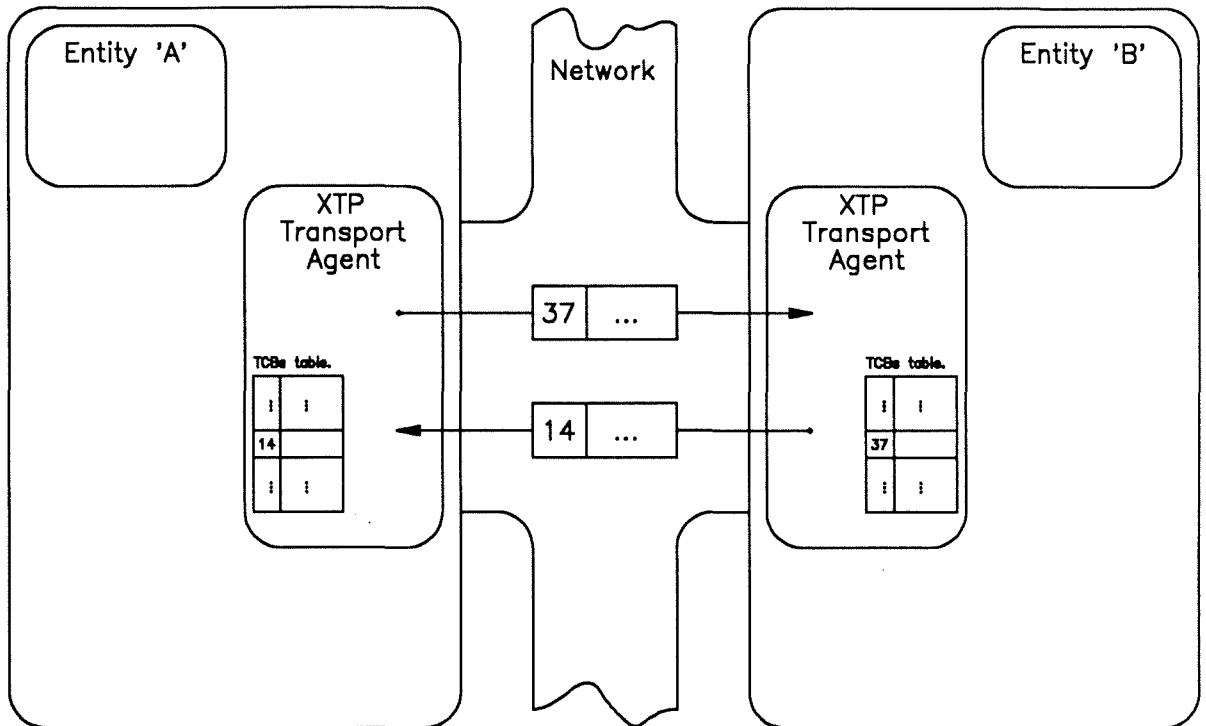 Entity 'A'
Network
Entity 'B'
XTP
Transport
Agent
XTP
Transport
Agent
37 ...
14 ...
TCBs table.
⋮ ⋮
14
⋮ ⋮
TCBs table.
⋮ ⋮
37
⋮ ⋮